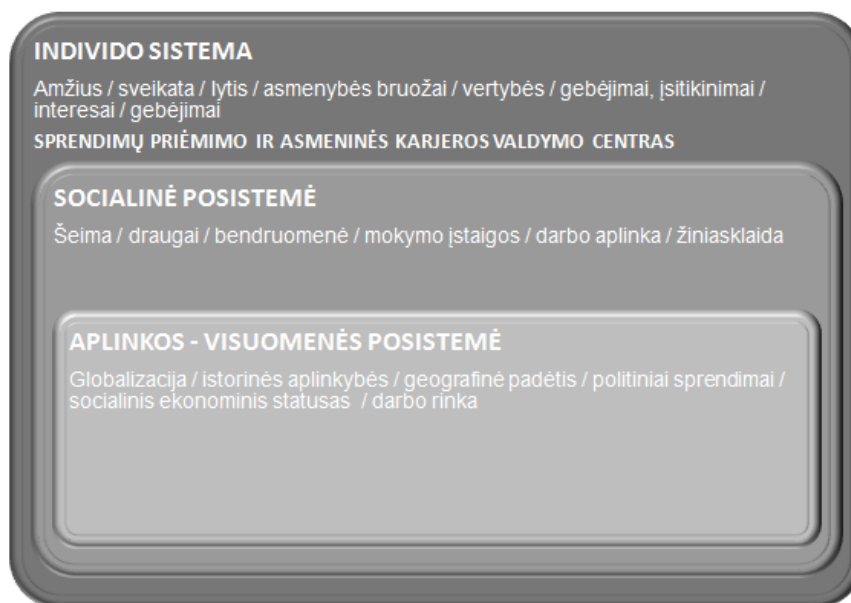 INDIVIDO SISTEMA
Amžius / sveikata / lytis / asmenybės bruožai / vertybės / gebėjimai, įsitikinimai /
interesai / gebėjimai
SPRENDIMŲ PRIĖMIMO IR ASMENINĖS KARJEROS VALDYMO CENTRAS
SOCIALINĖ POSISTEMĖ
Šeima / draugai / bendruomenė / mokymo įstaigos / darbo aplinka / žiniasklaida
APLINKOS - VISUOMENĖS POSISTEMĖ
Globalizacija / istorinės aplinkybės / geografinė padėtis / politiniai sprendimai /
socialinis ekonominis statusas / darbo rinka